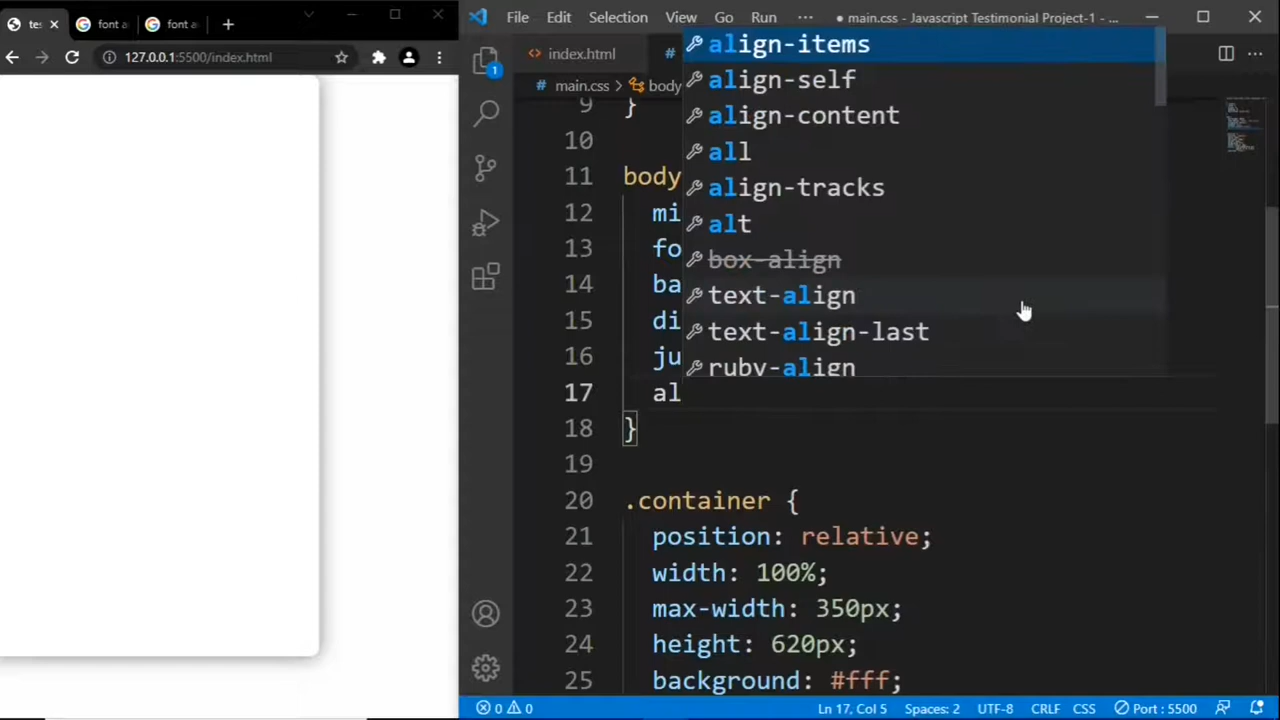 tes
font a
font a
127.0.0.1:5500/index.html
File Edit Selection View Go Run ··· ● main.css - Javascript Testimonial Project-1 - ...
index.html
#
main.css > body
1
9 }
10
11 body
12 mi
13 fo
14 ba
15 di
16 ju
17 al
18 }
19
20 .container {
21 position: relative;
22 width: 100%;
23 max-width: 350px;
24 height: 620px;
25 background: #fff;
align-items
align-self
align-content
all
align-tracks
alt
box-align
text-align
text-align-last
ruby-align
0 0 Ln 17, Col 5 Spaces: 2 UTF-8 CRLF CSS Port : 5500